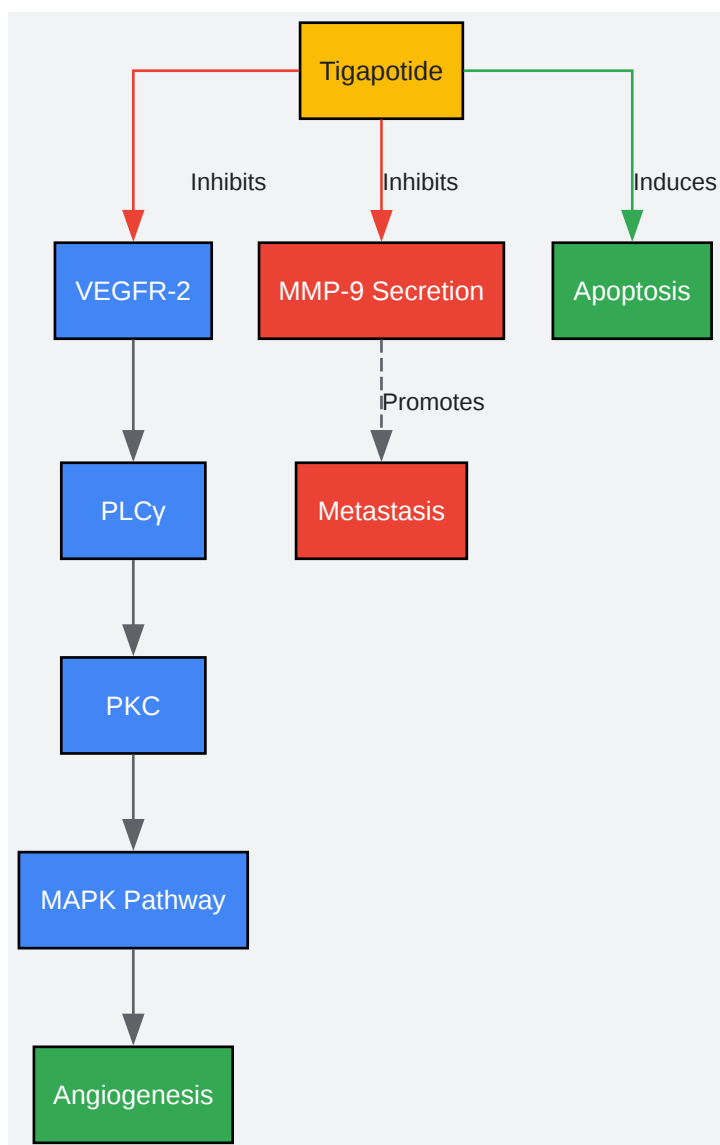 Tigapotide
Inhibits
Inhibits
Induces
VEGFR-2
MMP-9 Secretion
Apoptosis
Promotes
PLCγ
Metastasis
PKC
MAPK Pathway
Angiogenesis